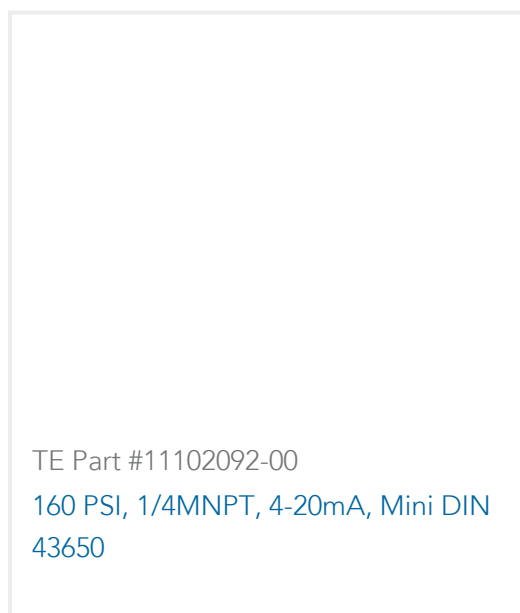 TE Part #11102092-00
160 PSI, 1/4MNPT, 4-20mA, Mini DIN
43650